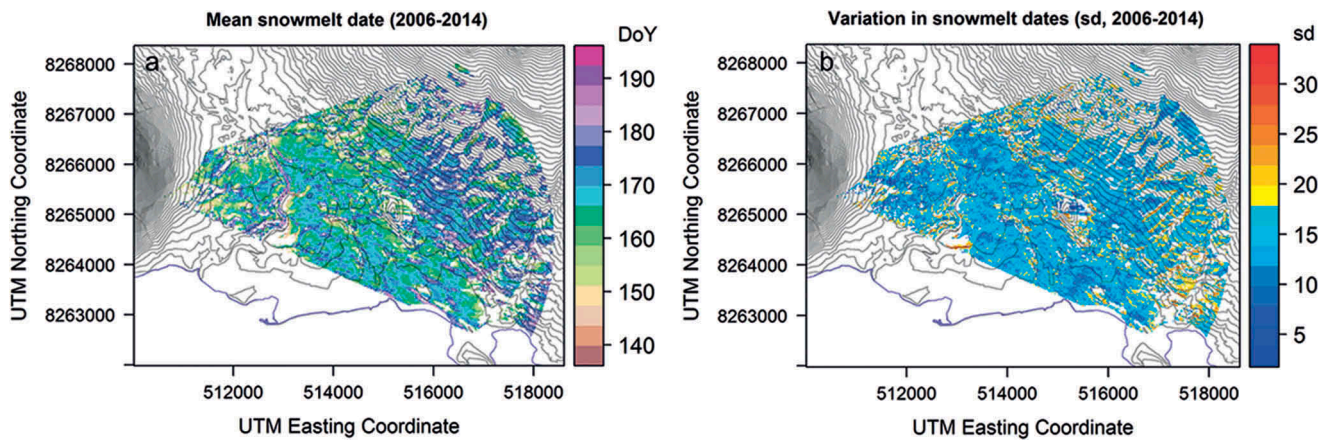 Mean snowmelt date (2006-2014)
DoY
a
8268000
8267000
8266000
8265000
8264000
8263000
UTM Northing Coordinate
512000 514000 516000 518000
UTM Easting Coordinate
190
180
170
160
150
140
Variation in snowmelt dates (sd, 2006-2014)
sd
b
8268000
8267000
8266000
8265000
8264000
8263000
UTM Northing Coordinate
512000 514000 516000 518000
UTM Easting Coordinate
30
25
20
15
10
5